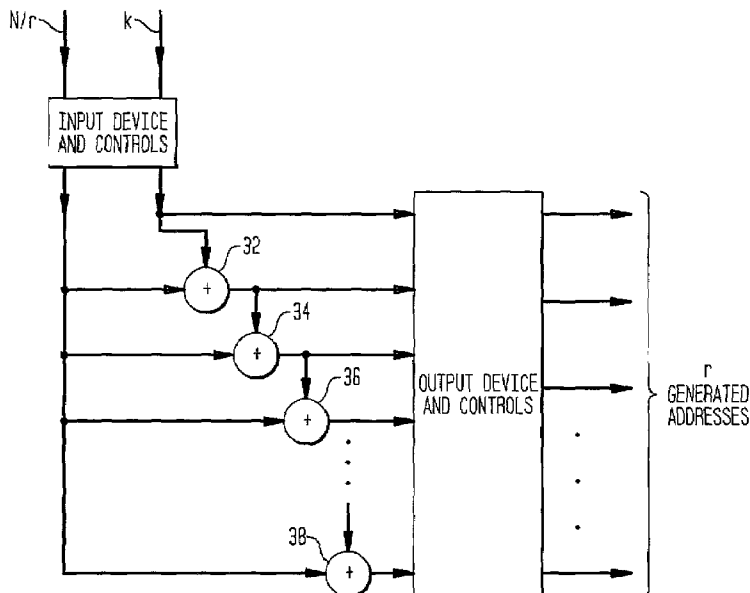 N/r
k
INPUT DEVICE
AND CONTROLS
32
+
34
+
36
+
38
+
OUTPUT DEVICE
AND CONTROLS
r
GENERATED
ADDRESSES